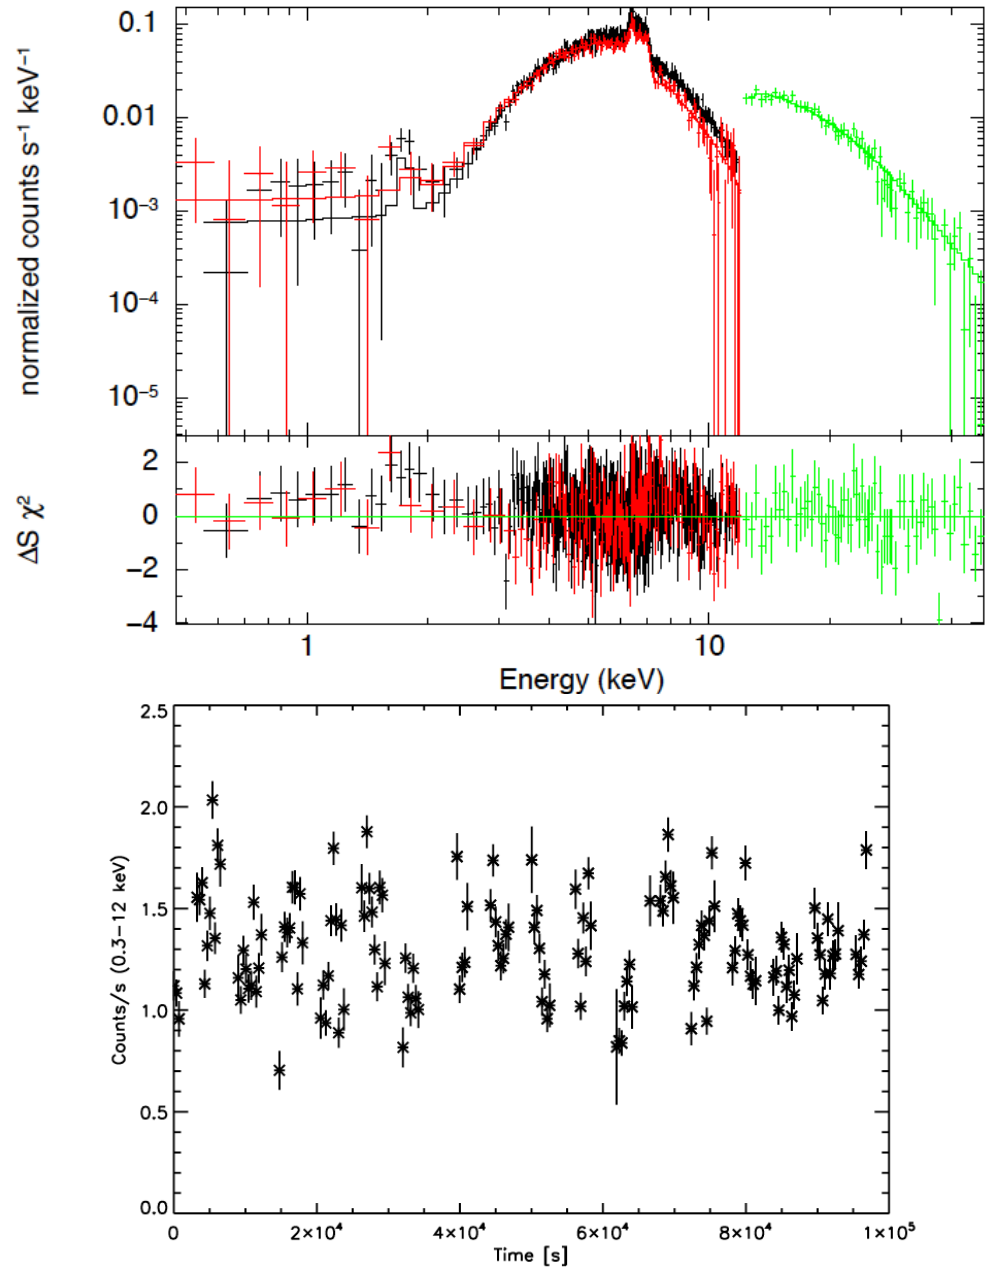 normalized counts s⁻¹ keV⁻¹
0.1
0.01
10⁻³
10⁻⁴
10⁻⁵
ΔS χ²
2
0
−2
−4
1 10
Energy (keV)
Counts/s (0.3−12 keV)
2.5
2.0
1.5
1.0
0.5
0.0
0 2×10⁴ 4×10⁴ 6×10⁴ 8×10⁴ 1×10⁵
Time [s]